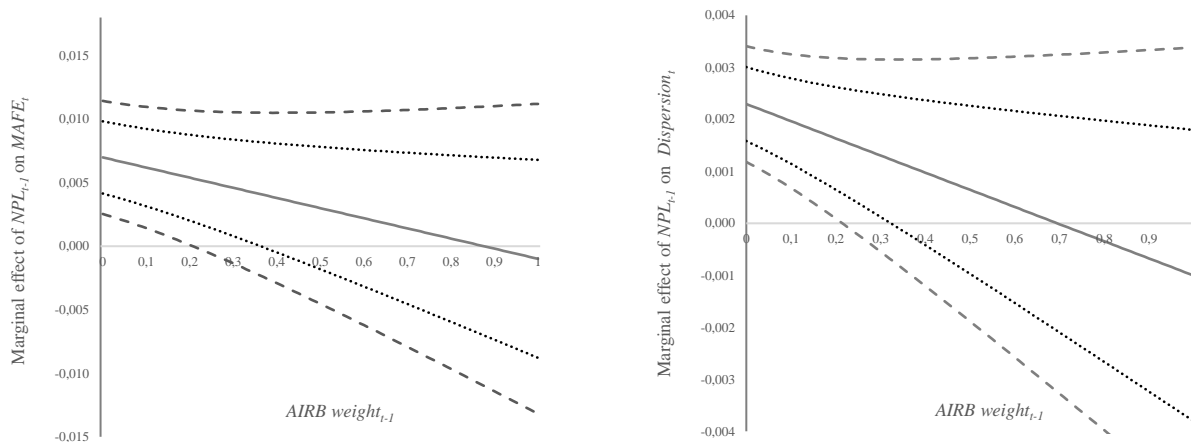 Marginal effect of NPLt-1 on MAFEt
0,015
0,010
0,005
0,000
-0,005
-0,010
-0,015
0 0,1 0,2 0,3 0,4 0,5 0,6 0,7 0,8 0,9 1
AIRB weightt-1
Marginal effect of NPLt-1 on Dispersiont
0,004
0,003
0,002
0,001
0,000
-0,001
-0,002
-0,003
-0,004
0 0,1 0,2 0,3 0,4 0,5 0,6 0,7 0,8 0,9
AIRB weightt-1